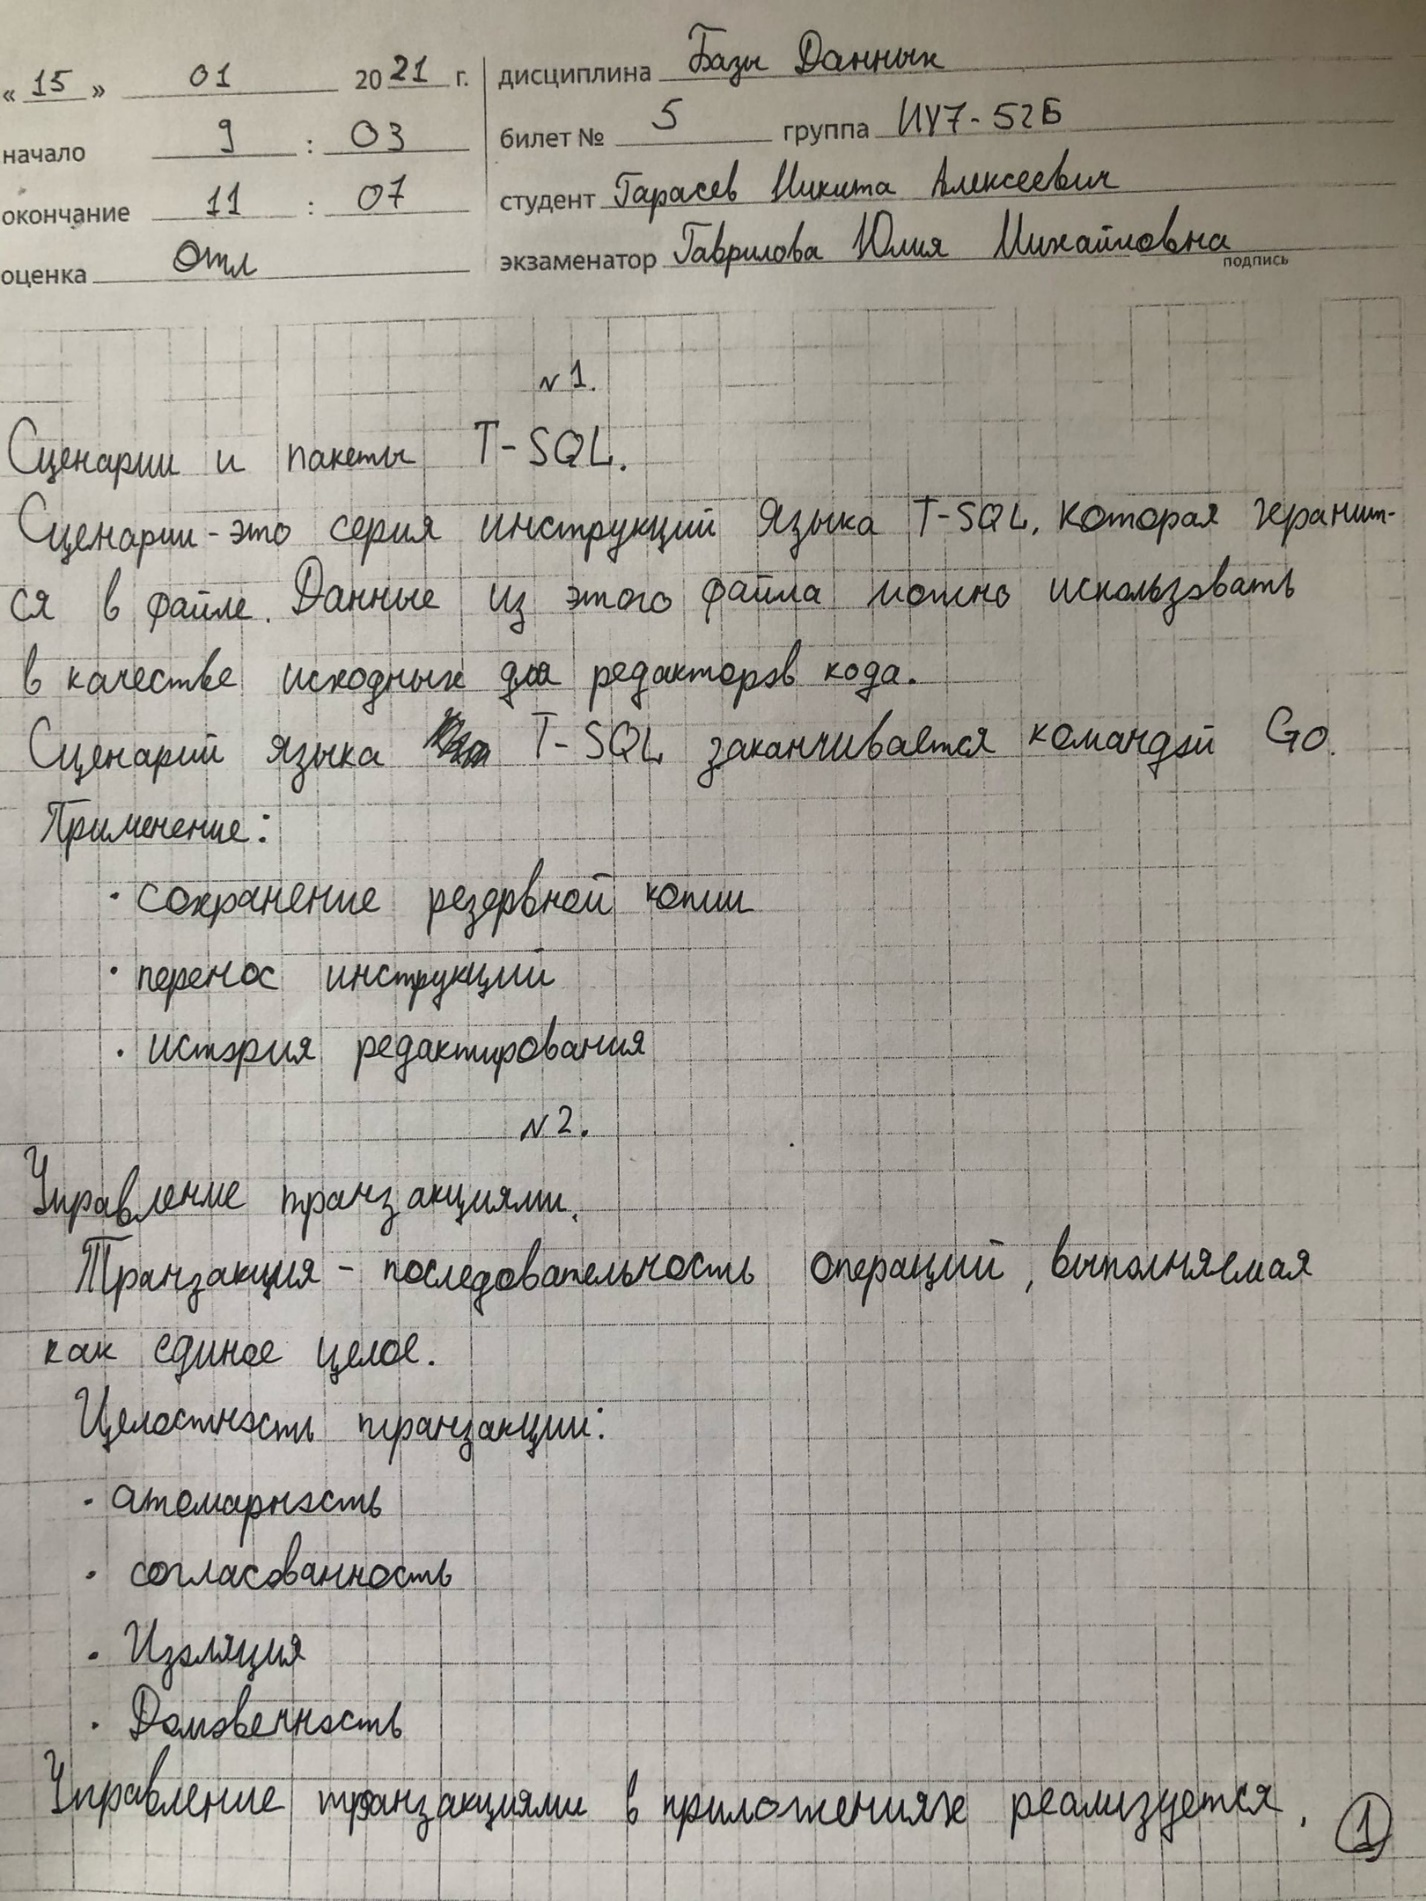 « 15 » 01 2021 г. дисциплина Базы Данных
начало 9 : 03 билет № 5 группа ИУ7-52Б
окончание 11 : 07 студент Тарасев Никита Алексеевич
оценка Отл экзаменатор Гаврилова Юлия Михайловна
подпись
№1.
Сценарии и пакеты T-SQL.
Сценарии - это серия инструкций языка T-SQL, которая хранит-
ся в файле. Данные из этого файла можно использовать
в качестве исходных для редакторов кода.
Сценарий языка T-SQL заканчивается командой GO.
Применение:
· сохранение резервной копии
· перенос инструкций
· история редактирования
№2.
Управление транзакциями.
Транзакция - последовательность операций, выполняемая
как единое целое.
Целостность транзакции:
· атомарность
· согласованность
· Изоляция
· Долговечность
Управление транзакциями в приложениях реализуется
1